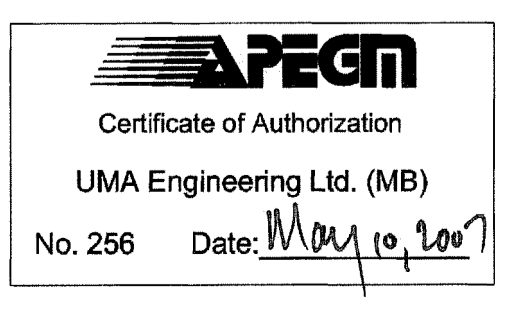 APEGM
Certificate of Authorization
UMA Engineering Ltd. (MB)
No. 256 Date: May 10, 2007